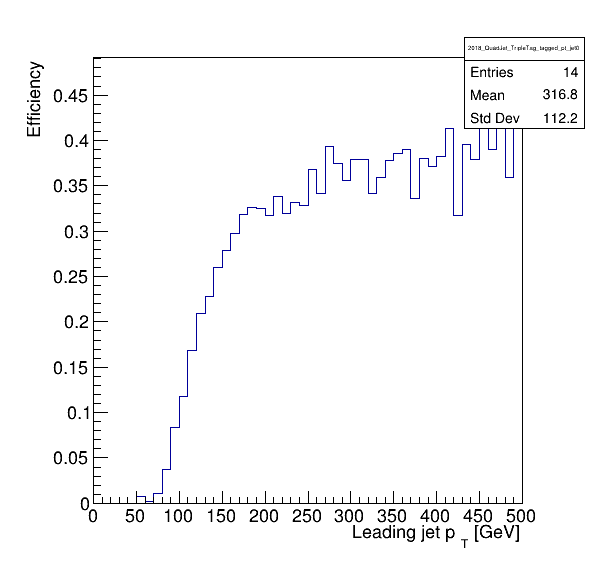 2018_QuadJet_TripleTag_tagged_pt_jet0
Entries 14
Mean 316.8
Std Dev 112.2
Efficiency
0.45
0.4
0.35
0.3
0.25
0.2
0.15
0.1
0.05
0
0 50 100 150 200 250 300 350 400 450 500
Leading jet p T [GeV]